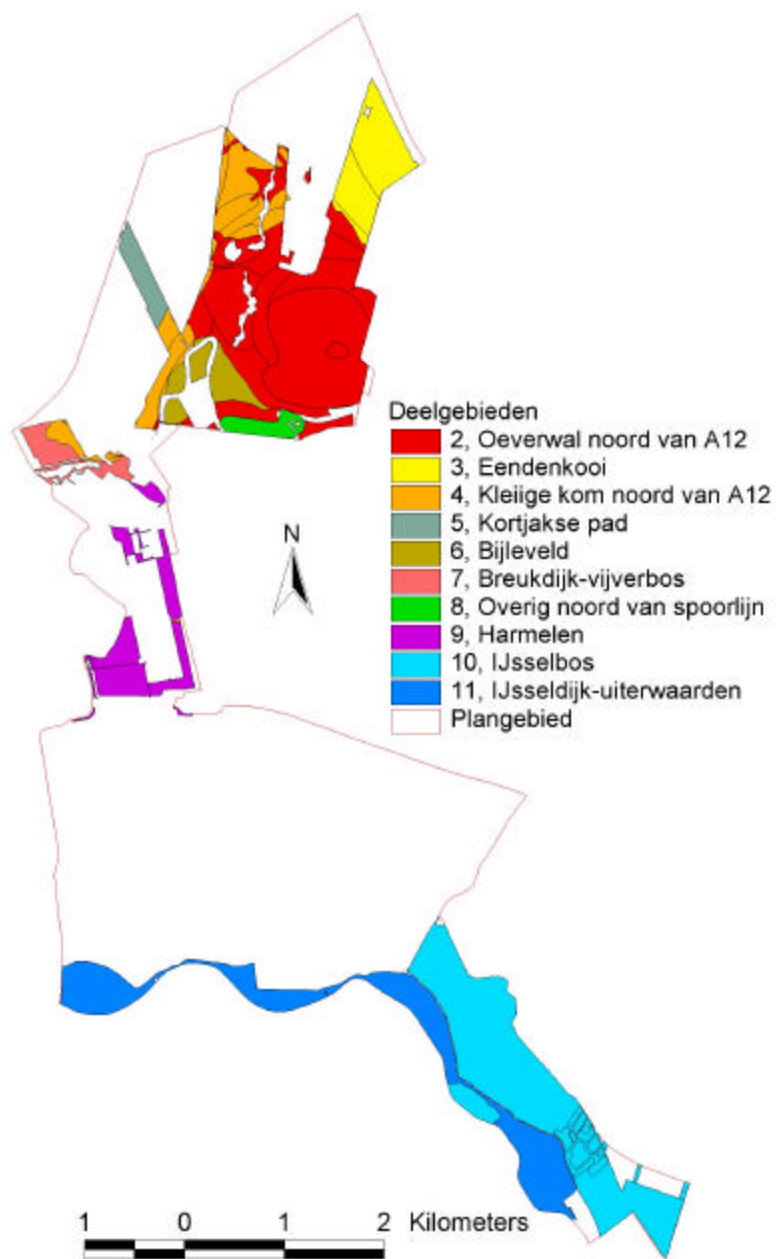 Deelgebieden
2, Oeverwal noord van A12
3, Eendenkooi
4, Kleiige kom noord van A12
5, Kortjakse pad
6, Bijleveld
7, Breukdijk-vijverbos
8, Overig noord van spoorlijn
9, Harmelen
10, IJsselbos
11, IJsseldijk-uiterwaarden
Plangebied
N
1 0 1 2 Kilometers